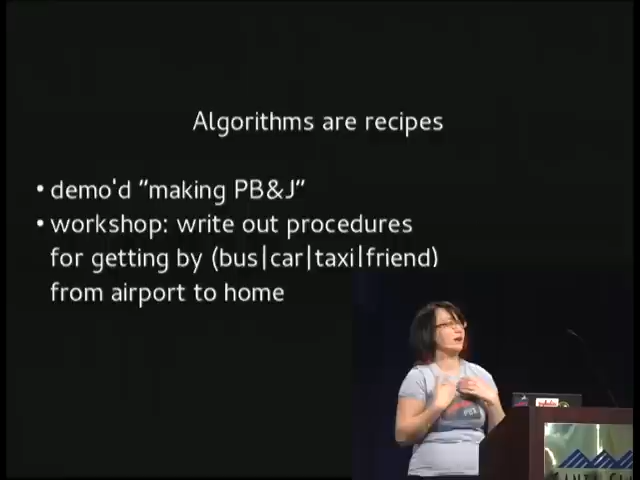 Algorithms are recipes
• demo'd "making PB&J"
• workshop: write out procedures
for getting by (bus|car|taxi|friend)
from airport to home